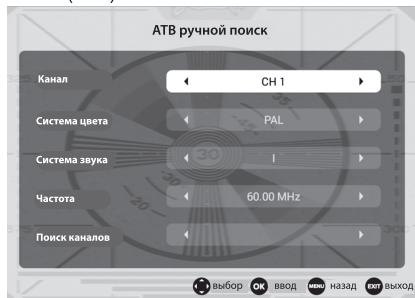 АТВ ручной поиск
Канал CH 1
Система цвета PAL
Система звука I
Частота 60.00 MHz
Поиск каналов
выбор OK ввод MENU назад EXIT выход